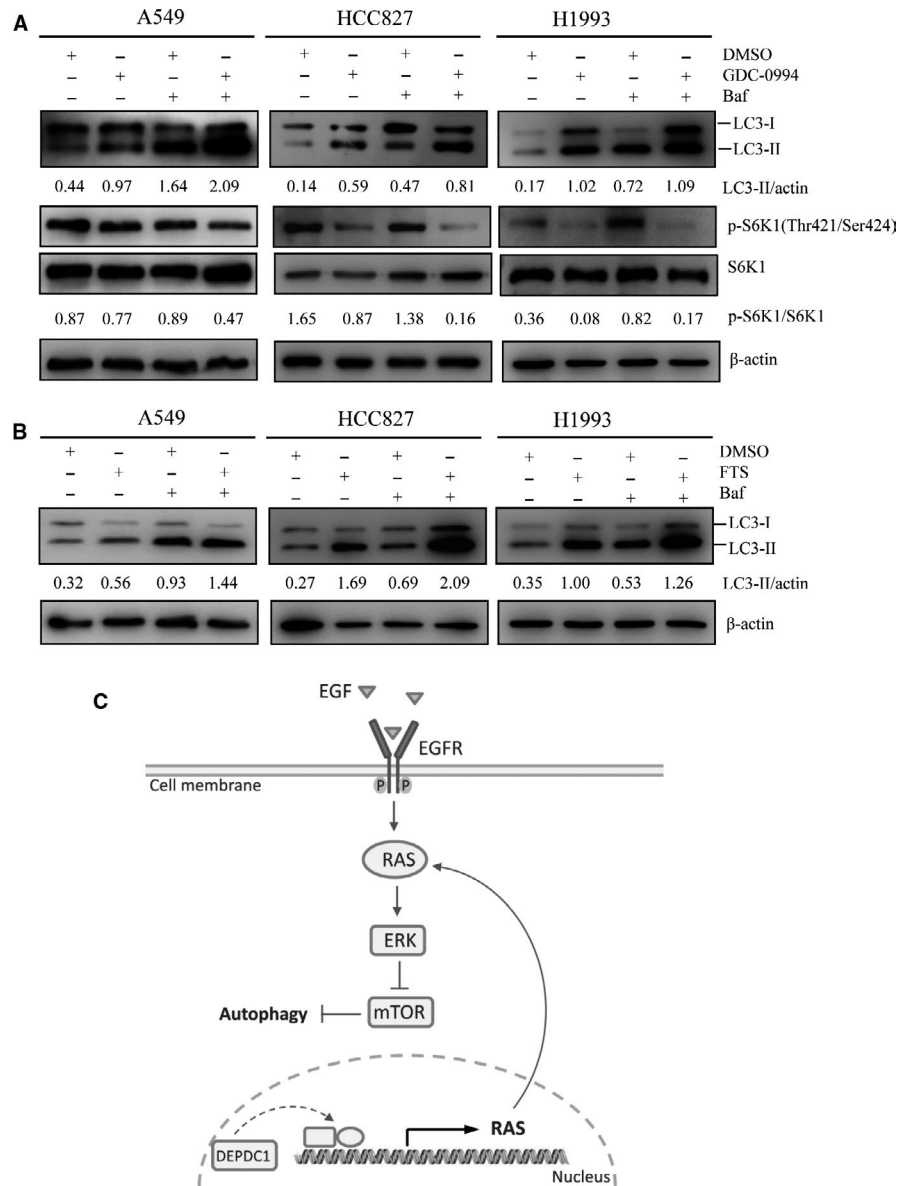 A
A549 HCC827 H1993
+ – + – + – + – + – + – DMSO
– + – + – + – + – + – + GDC-0994
– – + + – – + + – – + + Baf
LC3-I
LC3-II
0.44 0.97 1.64 2.09 0.14 0.59 0.47 0.81 0.17 1.02 0.72 1.09 LC3-II/actin
p-S6K1(Thr421/Ser424)
S6K1
0.87 0.77 0.89 0.47 1.65 0.87 1.38 0.16 0.36 0.08 0.82 0.17 p-S6K1/S6K1
β-actin
B
A549 HCC827 H1993
+ – + – + – + – + – + – DMSO
– + – + – + – + – + – + FTS
– – + + – – + + – – + + Baf
LC3-I
LC3-II
0.32 0.56 0.93 1.44 0.27 1.69 0.69 2.09 0.35 1.00 0.53 1.26 LC3-II/actin
β-actin
C
EGF
EGFR
Cell membrane
P P
RAS
ERK
Autophagy mTOR
RAS
DEPDC1
Nucleus